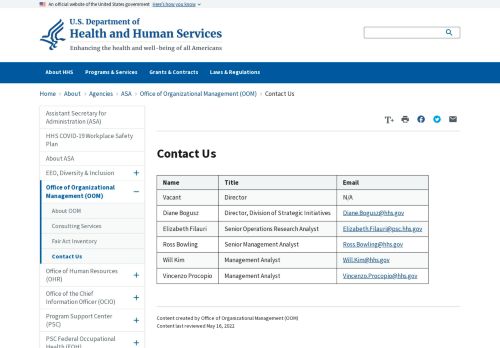 An official website of the United States government Here's how you know
U.S. Department of
Health and Human Services
Enhancing the health and well-being of all Americans
About HHS Programs & Services Grants & Contracts Laws & Regulations
Home > About > Agencies > ASA > Office of Organizational Management (OOM) > Contact Us
Assistant Secretary for
Administration (ASA)
HHS COVID-19 Workplace Safety
Plan
About ASA
EEO, Diversity & Inclusion
Office of Organizational
Management (OOM)
About OOM
Consulting Services
Fair Act Inventory
Contact Us
Office of Human Resources
(OHR)
Office of the Chief
Information Officer (OCIO)
Program Support Center
(PSC)
PSC Federal Occupational
Health (FOH)
T+
Contact Us
Name Title Email
Vacant Director N/A
Diane Bogusz Director, Division of Strategic Initiatives Diane.Bogusz@hhs.gov
Elizabeth Filauri Senior Operations Research Analyst Elizabeth.Filauri@psc.hhs.gov
Ross Bowling Senior Management Analyst Ross.Bowling@hhs.gov
Will Kim Management Analyst Will.Kim@hhs.gov
Vincenzo Procopio Management Analyst Vincenzo.Procopio@hhs.gov
Content created by Office of Organizational Management (OOM)
Content last reviewed May 16, 2022